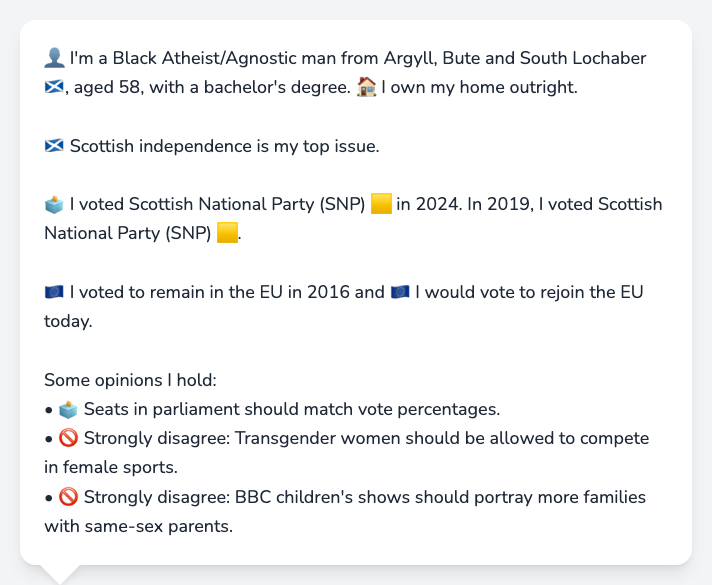 👤 I'm a Black Atheist/Agnostic man from Argyll, Bute and South Lochaber
🏴󠁧󠁢󠁳󠁣󠁴󠁿, aged 58, with a bachelor's degree. 🏠 I own my home outright.
🏴󠁧󠁢󠁳󠁣󠁴󠁿 Scottish independence is my top issue.
🗳️ I voted Scottish National Party (SNP) 🟨 in 2024. In 2019, I voted Scottish
National Party (SNP) 🟨.
🇪🇺 I voted to remain in the EU in 2016 and 🇪🇺 I would vote to rejoin the EU
today.
Some opinions I hold:
• 🗳️ Seats in parliament should match vote percentages.
• 🚫 Strongly disagree: Transgender women should be allowed to compete
in female sports.
• 🚫 Strongly disagree: BBC children's shows should portray more families
with same-sex parents.